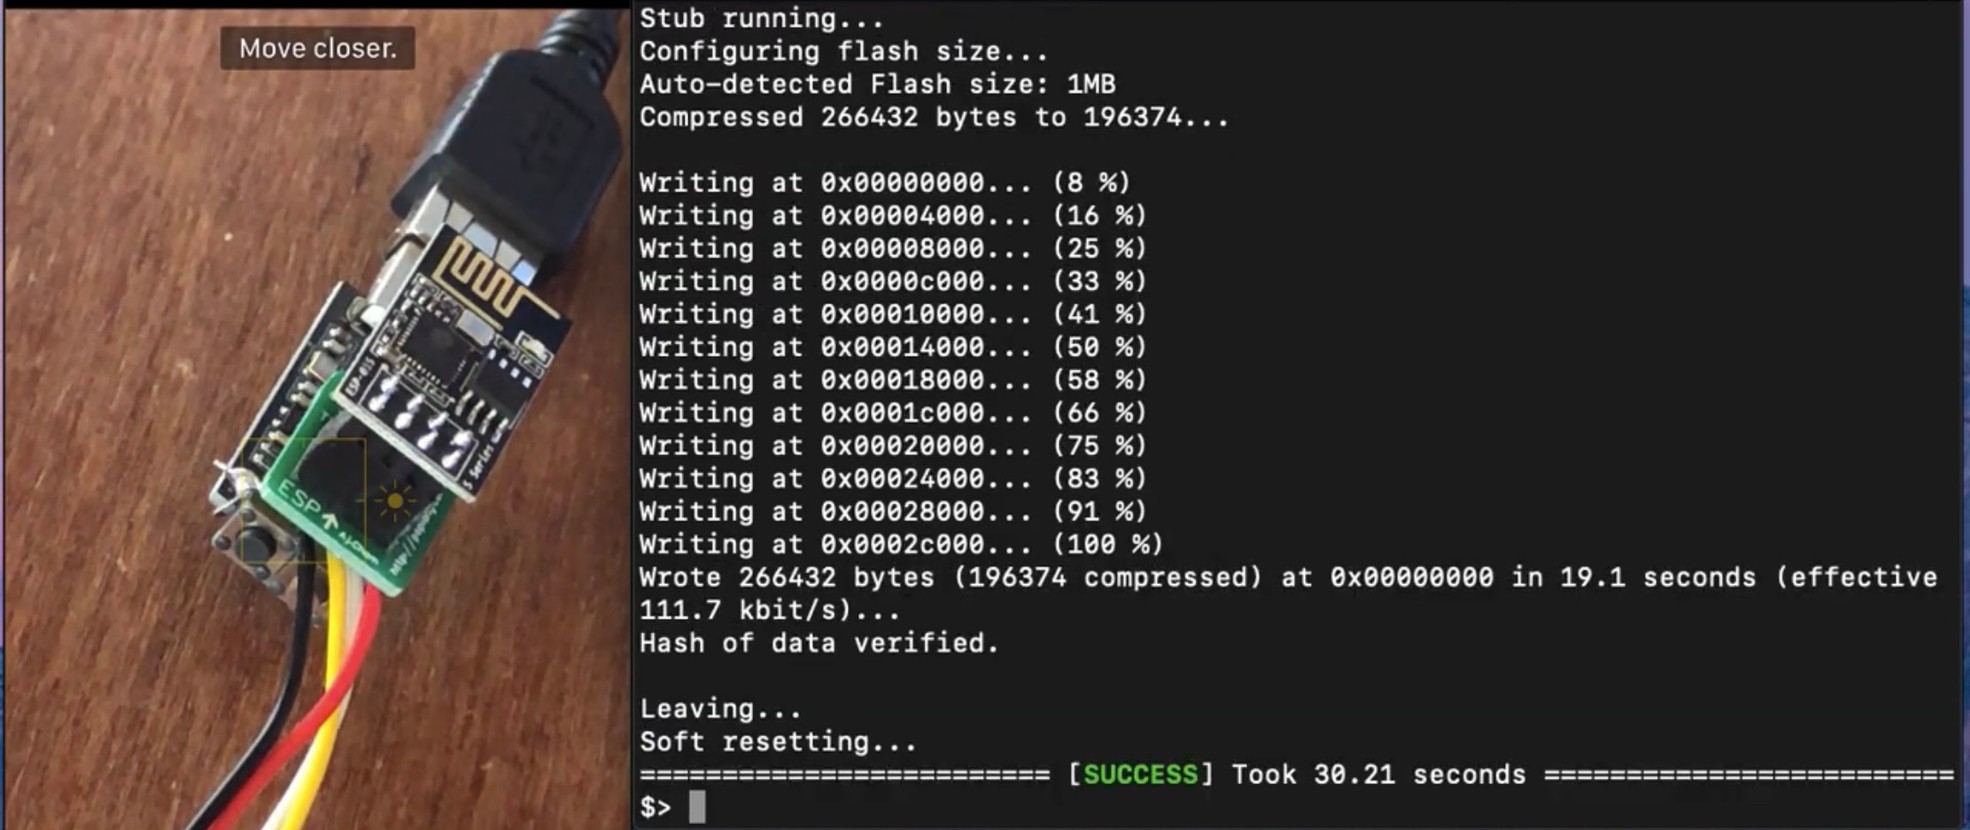 Move closer.
ESP-01S
S Series
ESP
Stub running...
Configuring flash size...
Auto-detected Flash size: 1MB
Compressed 266432 bytes to 196374...
Writing at 0x00000000... (8 %)
Writing at 0x00004000... (16 %)
Writing at 0x00008000... (25 %)
Writing at 0x0000c000... (33 %)
Writing at 0x00010000... (41 %)
Writing at 0x00014000... (50 %)
Writing at 0x00018000... (58 %)
Writing at 0x0001c000... (66 %)
Writing at 0x00020000... (75 %)
Writing at 0x00024000... (83 %)
Writing at 0x00028000... (91 %)
Writing at 0x0002c000... (100 %)
Wrote 266432 bytes (196374 compressed) at 0x00000000 in 19.1 seconds (effective
111.7 kbit/s)...
Hash of data verified.
Leaving...
Soft resetting...
========================= [SUCCESS] Took 30.21 seconds =========================
$>